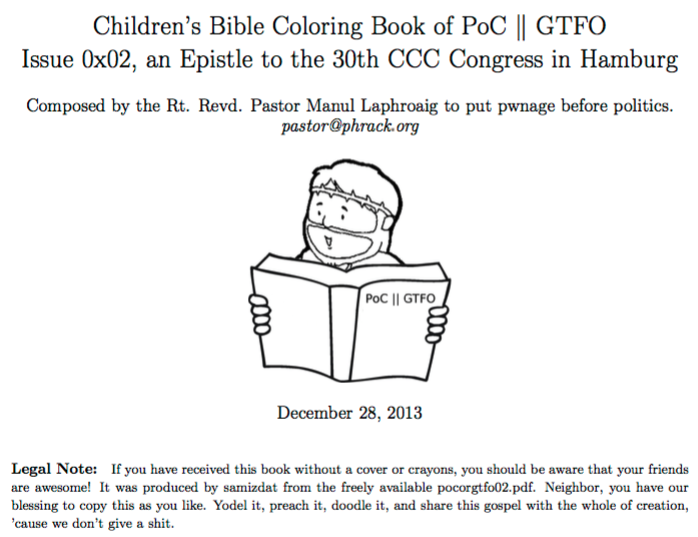 Children’s Bible Coloring Book of PoC || GTFO
Issue 0x02, an Epistle to the 30th CCC Congress in Hamburg
Composed by the Rt. Revd. Pastor Manul Laphroaig to put pwnage before politics.
pastor@phrack.org
PoC || GTFO
December 28, 2013
Legal Note: If you have received this book without a cover or crayons, you should be aware that your friends
are awesome! It was produced by samizdat from the freely available pocorgtfo02.pdf. Neighbor, you have our
blessing to copy this as you like. Yodel it, preach it, doodle it, and share this gospel with the whole of creation,
’cause we don’t give a shit.